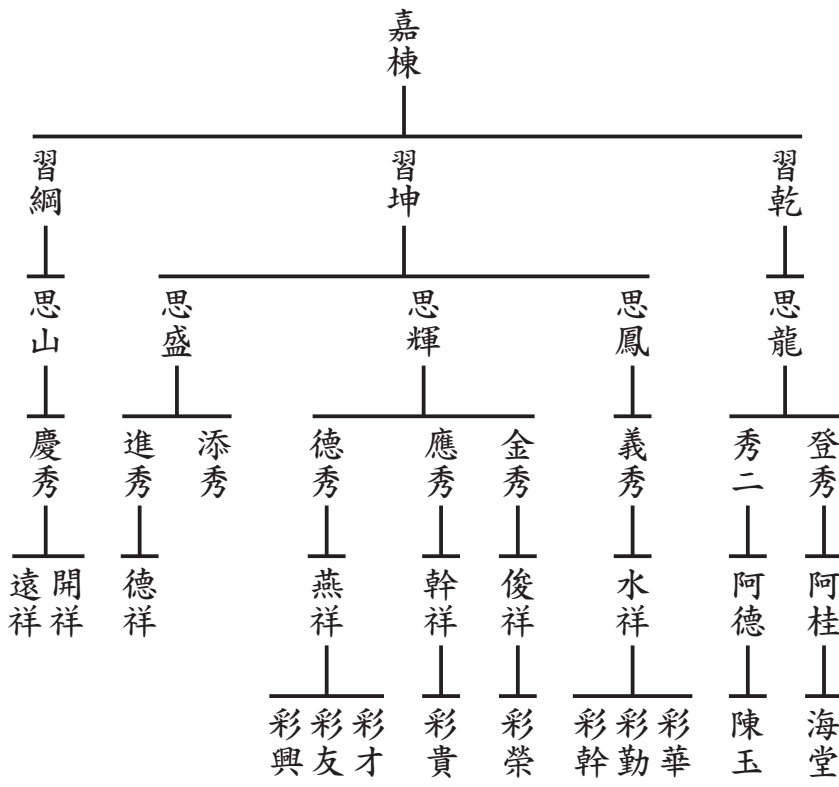 嘉棟
習乾
習坤
習綱
思龍
思鳳
思輝
思盛
思山
登秀
秀二
義秀
金秀
應秀
德秀
添秀
進秀
慶秀
阿桂
阿德
水祥
俊祥
幹祥
燕祥
德祥
開祥
遠祥
海堂
陳玉
彩華
彩勤
彩幹
彩榮
彩貴
彩才
彩友
彩興